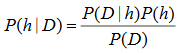 P(h|D) = P(D|h)P(h) / P(D)